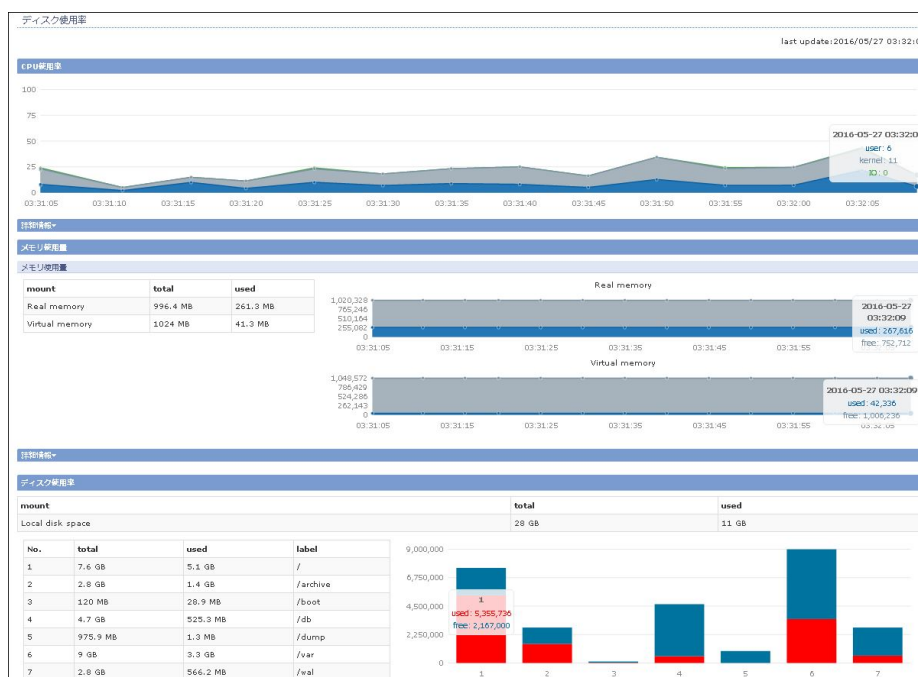 ディスク使用率
last update:2016/05/27 03:32:0
CPU使用率
100
75
50
25
0
2016-05-27 03:32:0
user: 6
kernel: 11
IO: 0
03:31:05 03:31:10 03:31:15 03:31:20 03:31:25 03:31:30 03:31:35 03:31:40 03:31:45 03:31:50 03:31:55 03:32:00 03:32:05
詳細情報
メモリ使用量
メモリ使用量
mount total used
Real memory 996.4 MB 261.3 MB
Virtual memory 1024 MB 41.3 MB
Real memory
1,020,328
765,246
510,164
255,082
0
2016-05-27
03:32:09
used: 267,616
free: 752,712
03:31:05 03:31:15 03:31:25 03:31:35 03:31:45 03:31:55
Virtual memory
1,048,572
786,429
524,286
262,143
2016-05-27 03:32:09
used: 42,336
free: 1,006,236
03:31:05 03:31:15 03:31:25 03:31:35 03:31:45 03:31:55 03:32:05
詳細情報
ディスク使用率
mount total used
Local disk space 28 GB 11 GB
No. total used label
1 7.6 GB 5.1 GB /
2 2.8 GB 1.4 GB /archive
3 120 MB 28.9 MB /boot
4 4.7 GB 525.3 MB /db
5 975.9 MB 1.3 MB /dump
6 9 GB 3.3 GB /var
7 2.8 GB 566.2 MB /wal
9,000,000
6,750,000
4,500,000
2,250,000
0
1
used: 5,355,736
free: 2,167,000
1 2 3 4 5 6 7